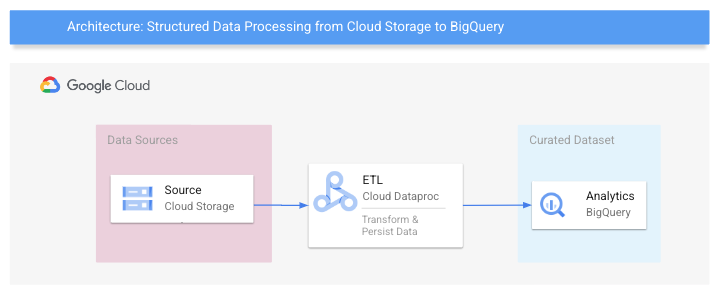 Architecture: Structured Data Processing from Cloud Storage to BigQuery
Google Cloud
Data Sources
Source
Cloud Storage
ETL
Cloud Dataproc
Transform &
Persist Data
Curated Dataset
Analytics
BigQuery